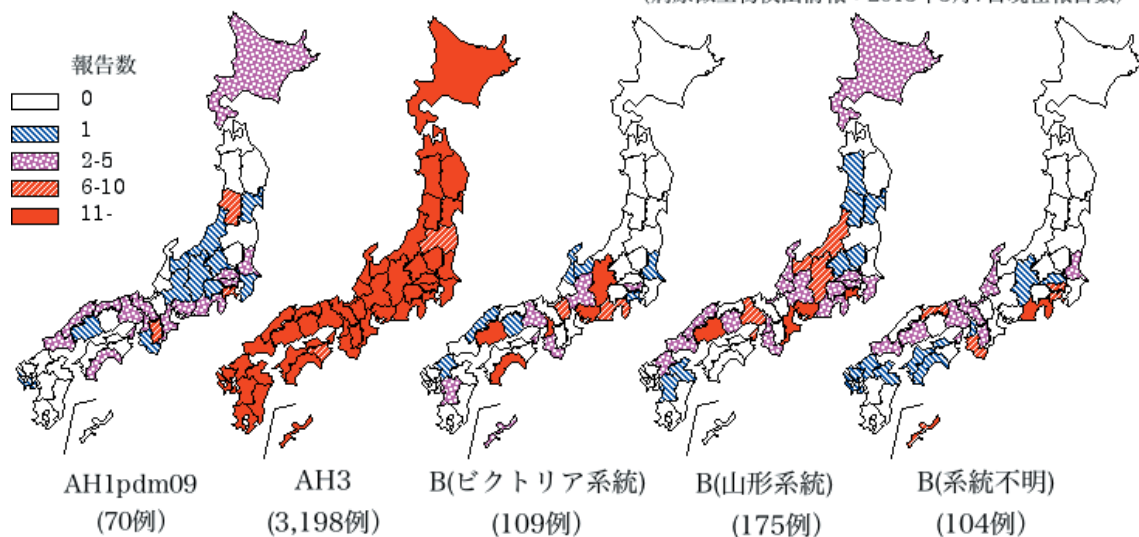 報告数
0
1
2-5
6-10
11-
AH1pdm09
(70例)
AH3
(3,198例)
B(ビクトリア系統)
(109例)
B(山形系統)
(175例)
B(系統不明)
(104例)